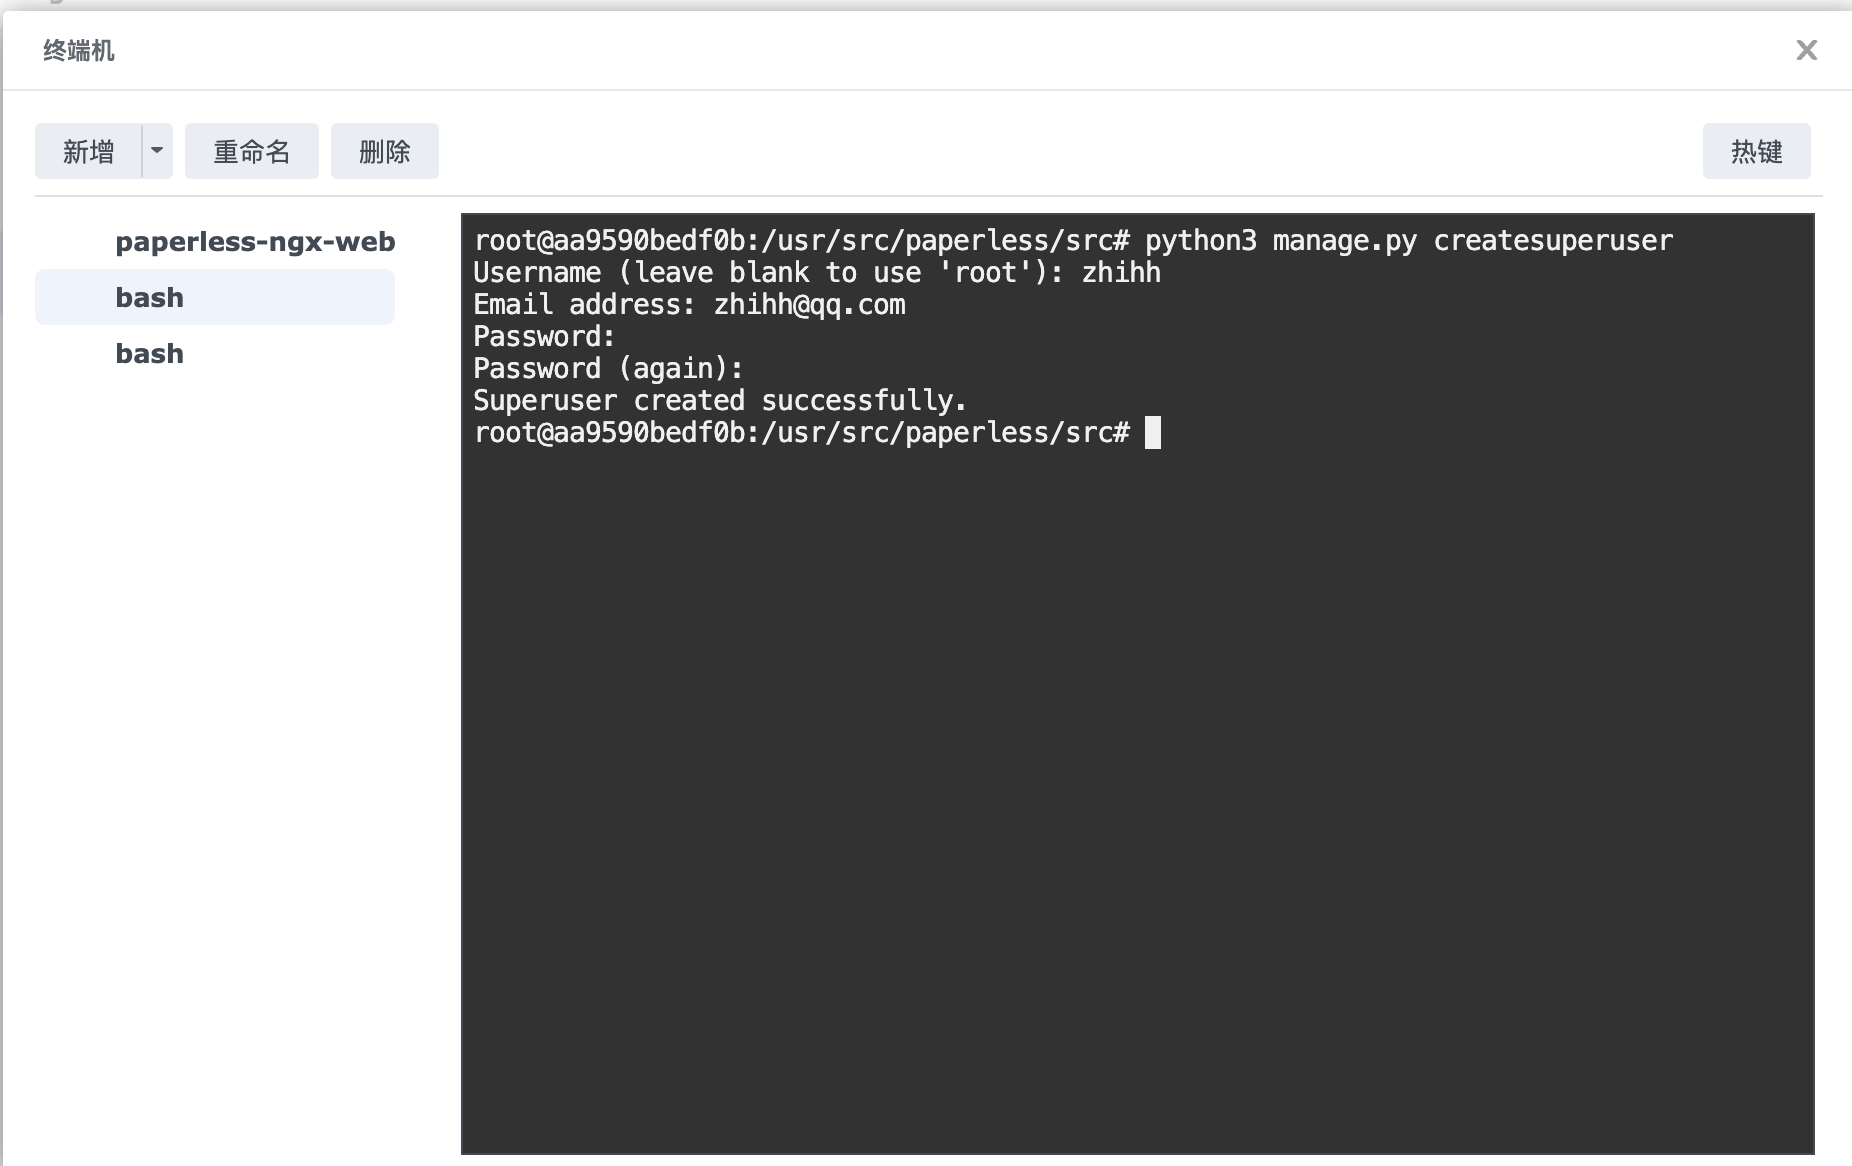 终端机
新增
重命名
删除
热键
paperless-ngx-web
bash
bash
root@aa9590bedf0b:/usr/src/paperless/src# python3 manage.py createsuperuser
Username (leave blank to use 'root'): zhihh
Email address: zhihh@qq.com
Password:
Password (again):
Superuser created successfully.
root@aa9590bedf0b:/usr/src/paperless/src#